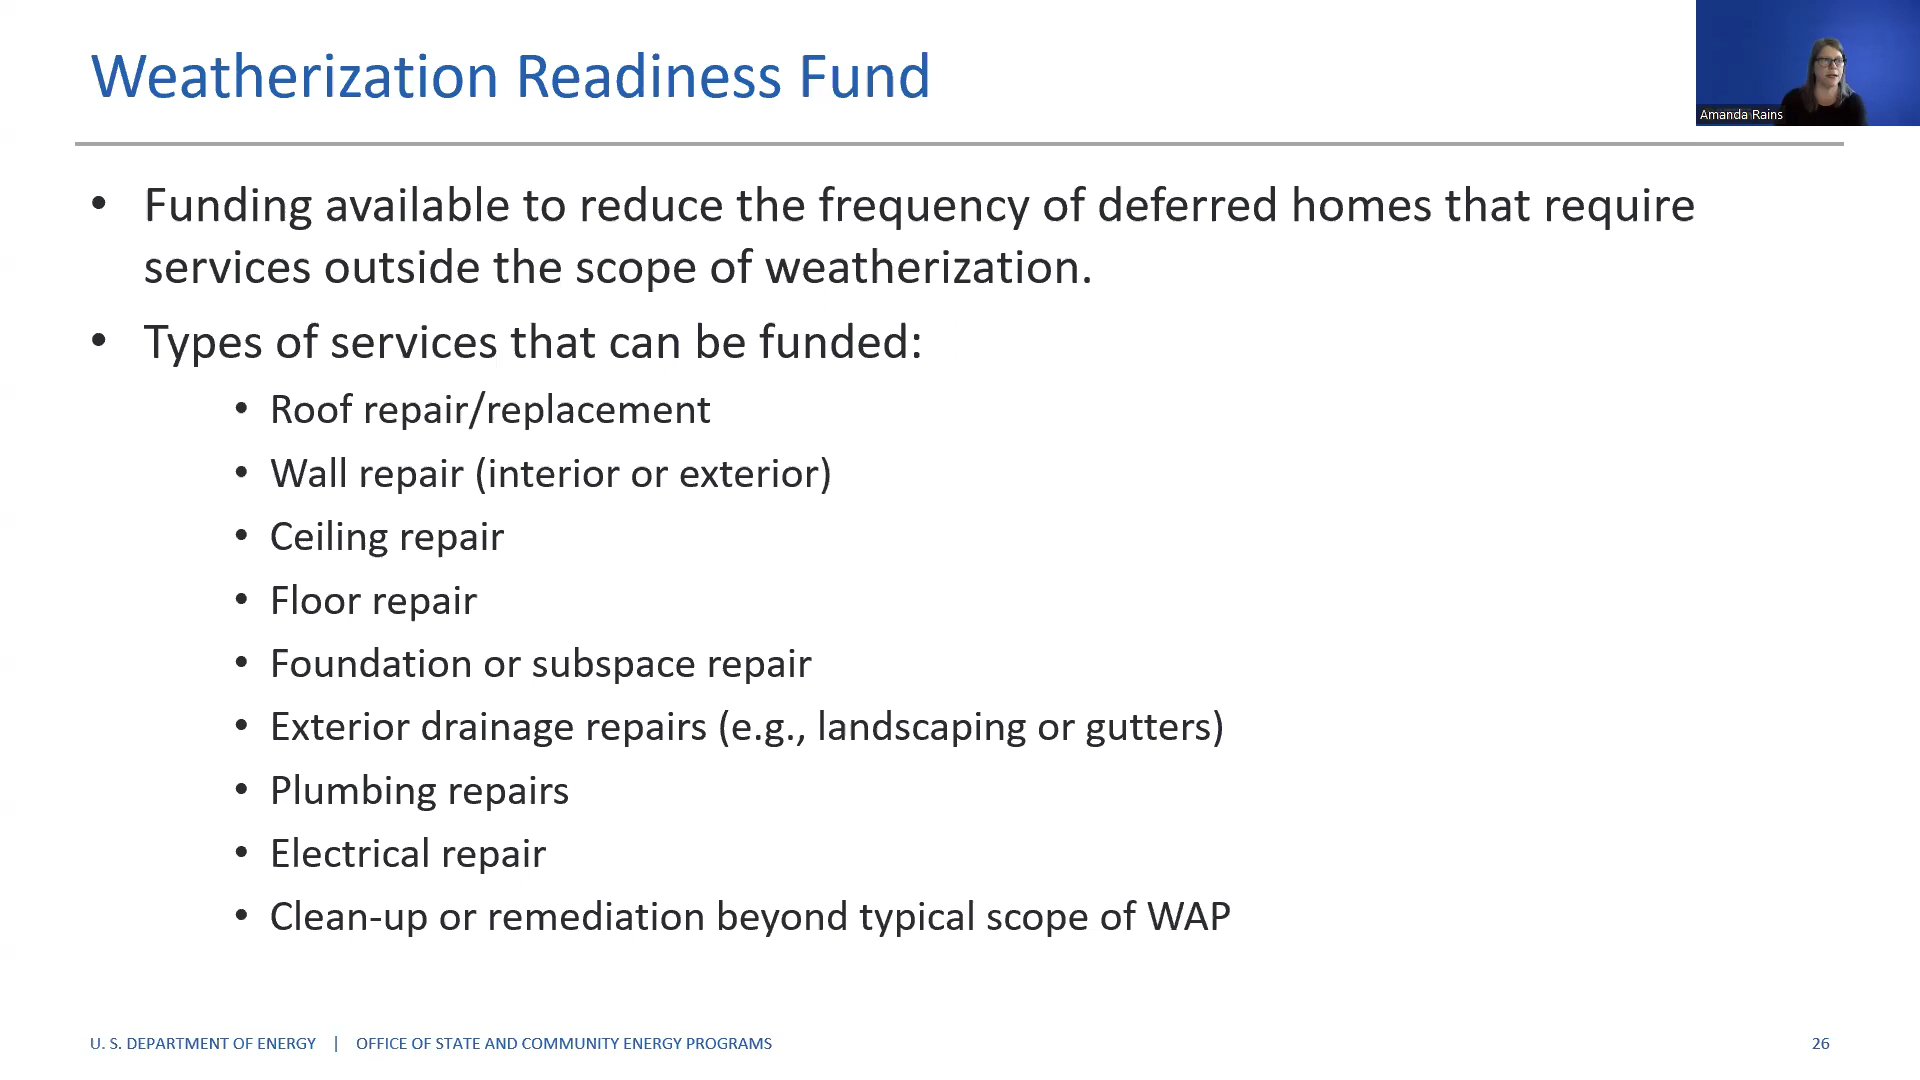 Weatherization Readiness Fund
Amanda Rains
• Funding available to reduce the frequency of deferred homes that require
services outside the scope of weatherization.
• Types of services that can be funded:
• Roof repair/replacement
• Wall repair (interior or exterior)
• Ceiling repair
• Floor repair
• Foundation or subspace repair
• Exterior drainage repairs (e.g., landscaping or gutters)
• Plumbing repairs
• Electrical repair
• Clean-up or remediation beyond typical scope of WAP
U. S. DEPARTMENT OF ENERGY | OFFICE OF STATE AND COMMUNITY ENERGY PROGRAMS 26